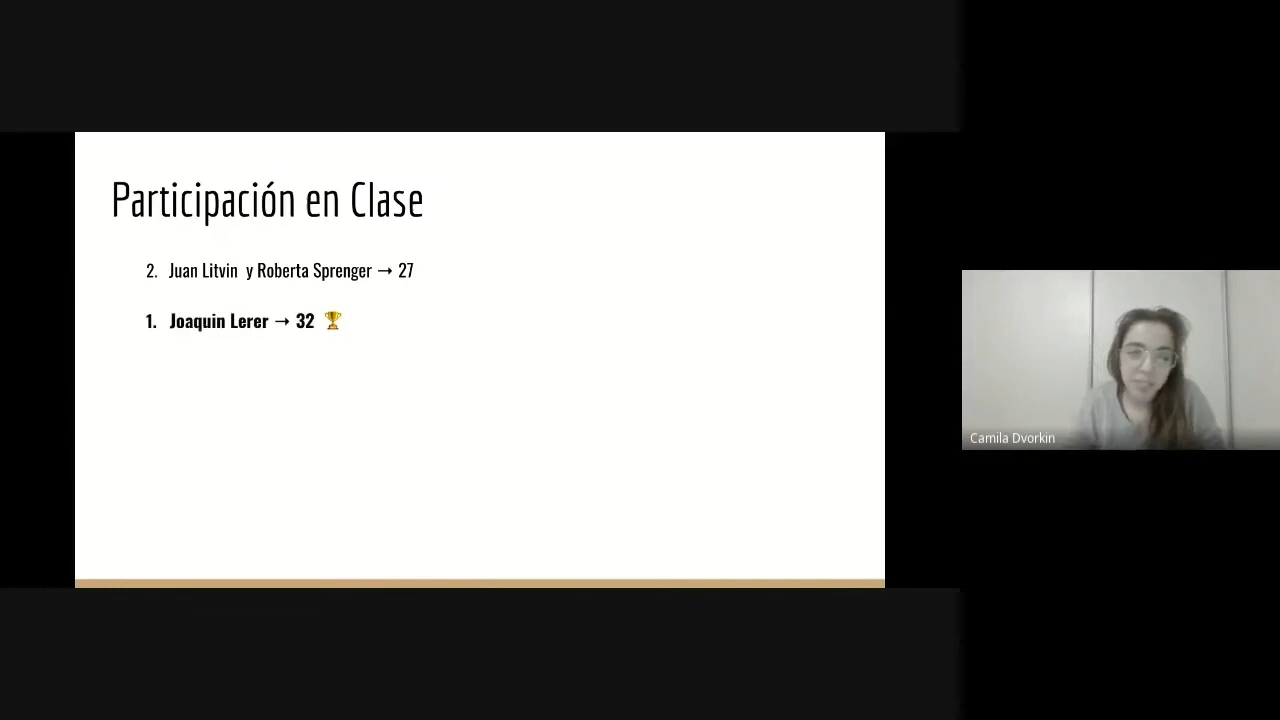 Participación en Clase
2. Juan Litvin y Roberta Sprenger → 27
1. Joaquin Lerer → 32 🏆
Camila Dvorkin